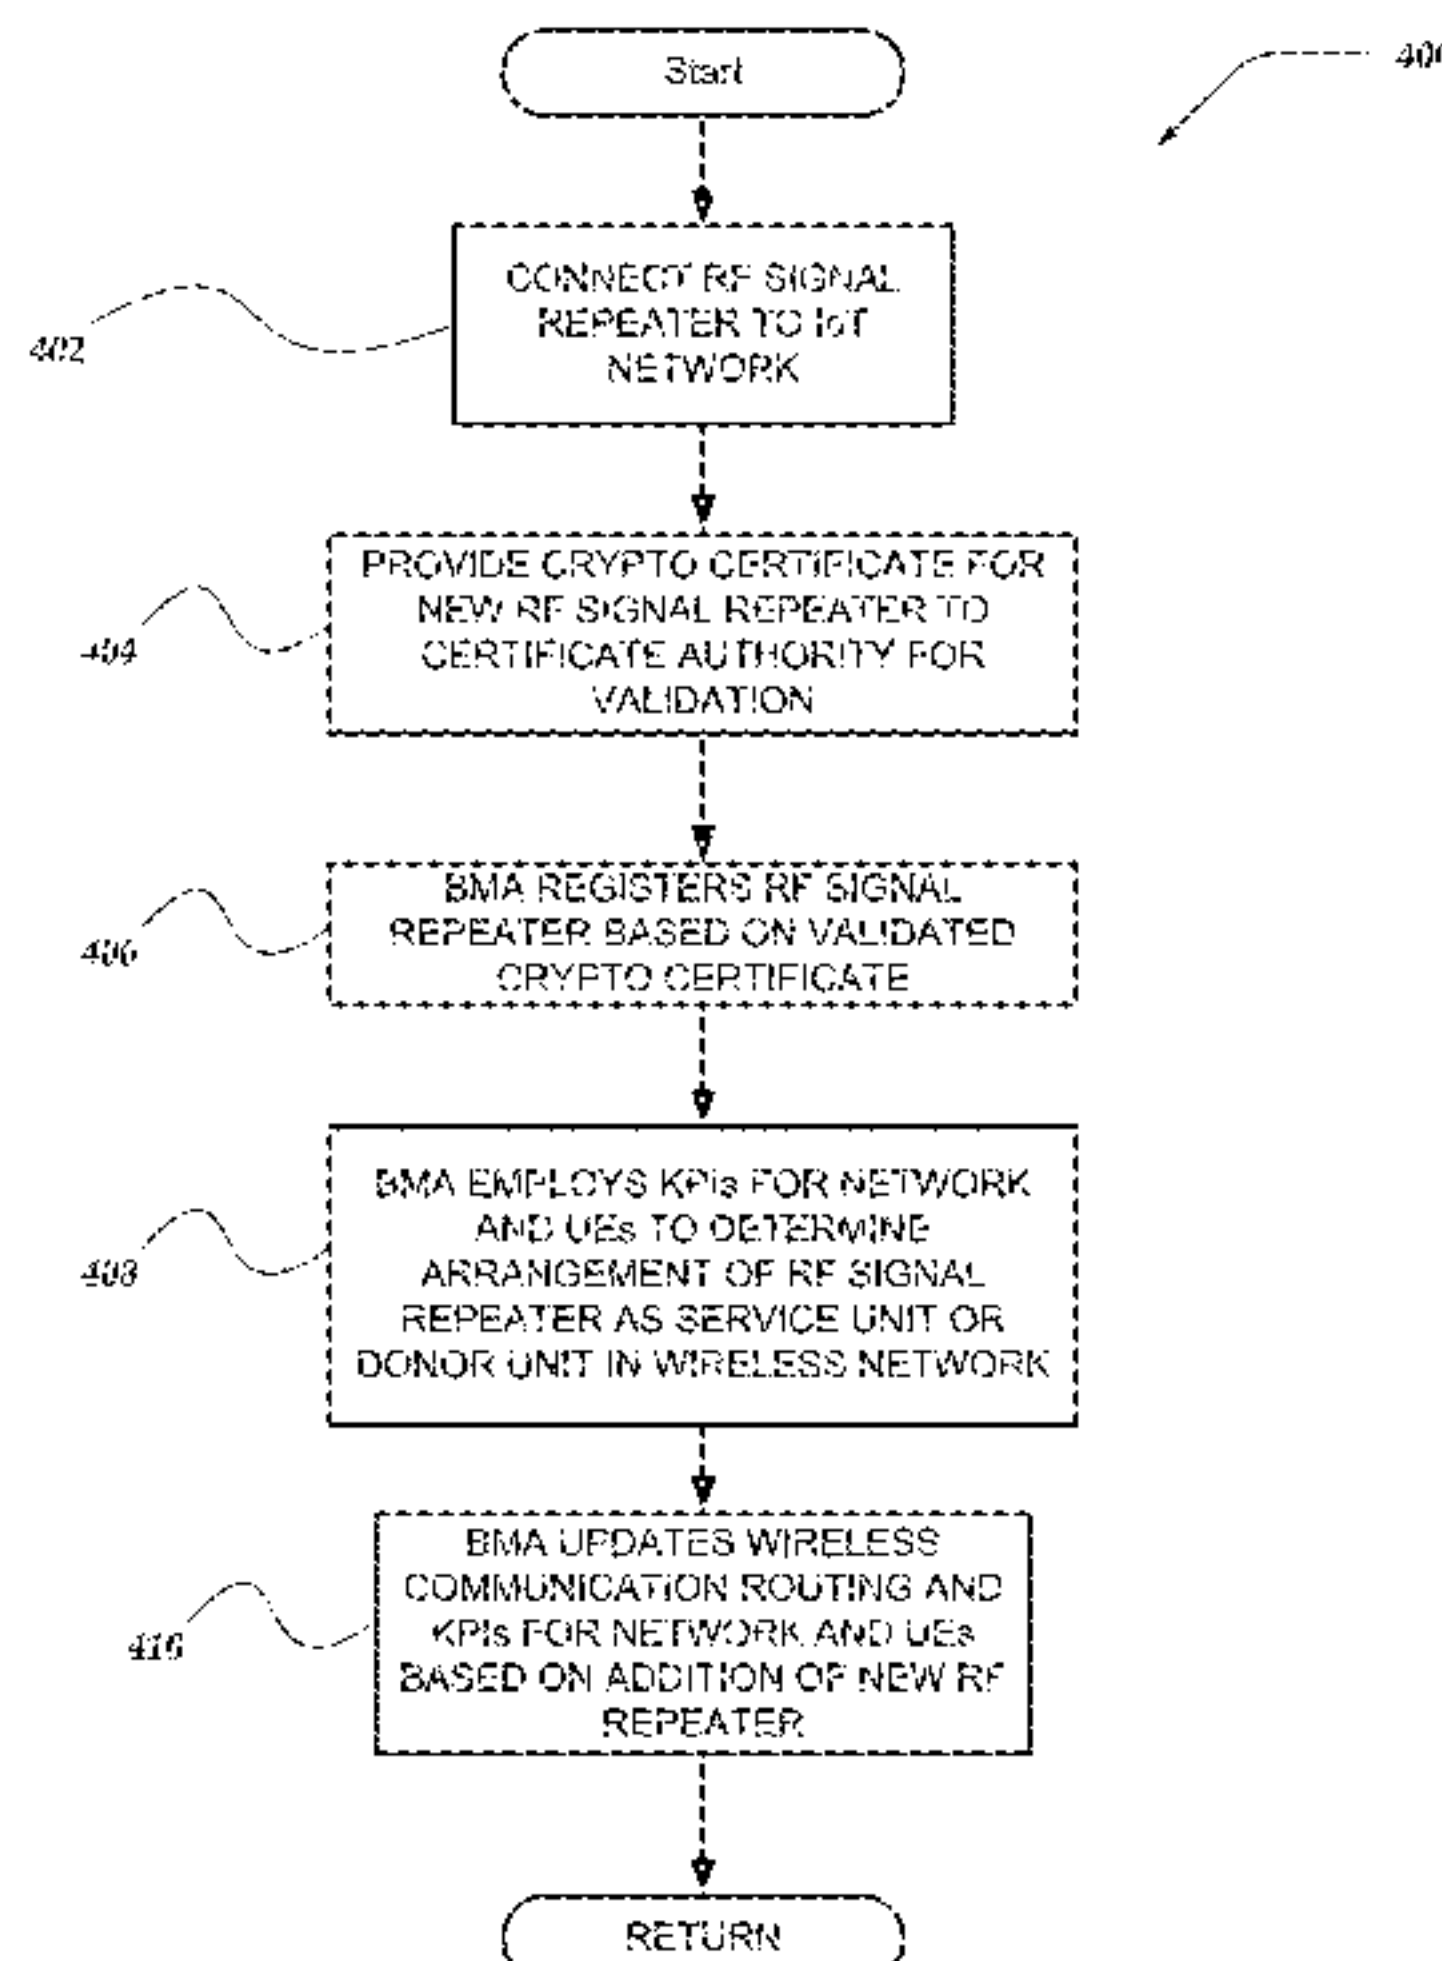 Start
400
CONNECT RF SIGNAL
REPEATER TO IoT
NETWORK
402
PROVIDE CRYPTO CERTIFICATE FOR
NEW RF SIGNAL REPEATER TO
CERTIFICATE AUTHORITY FOR
VALIDATION
404
BMA REGISTERS RF SIGNAL
REPEATER BASED ON VALIDATED
CRYPTO CERTIFICATE
406
BMA EMPLOYS KPIs FOR NETWORK
AND UEs TO DETERMINE
ARRANGEMENT OF RF SIGNAL
REPEATER AS SERVICE UNIT OR
DONOR UNIT IN WIRELESS NETWORK
408
BMA UPDATES WIRELESS
COMMUNICATION ROUTING AND
KPIs FOR NETWORK AND UEs
BASED ON ADDITION OF NEW RF
REPEATER
410
RETURN